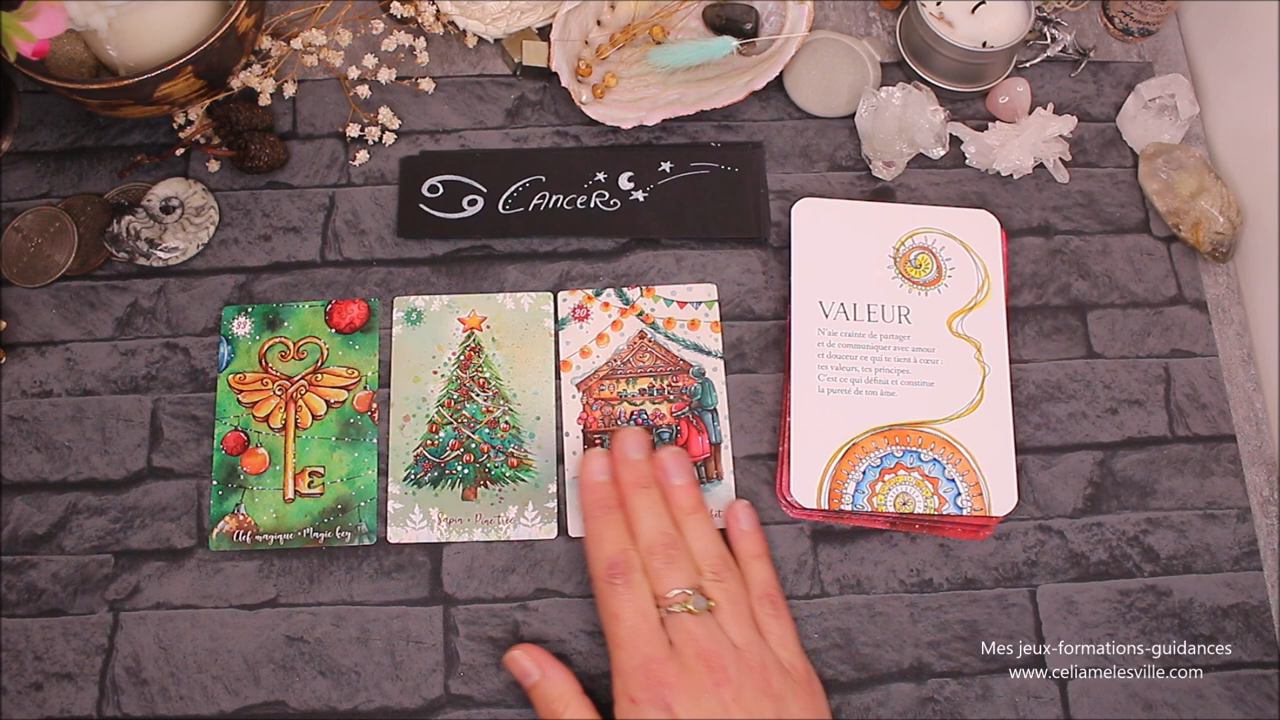 Cancer
5
20
VALEUR
N'aie crainte de partager
et de communiquer avec amour
et douceur ce qui te tient à cœur :
tes valeurs, tes principes.
C'est ce qui définit et constitue
la pureté de ton âme.
Clef magique • Magic key
Sapin • Pine tree
Mes jeux-formations-guidances
www.celiamelesville.com